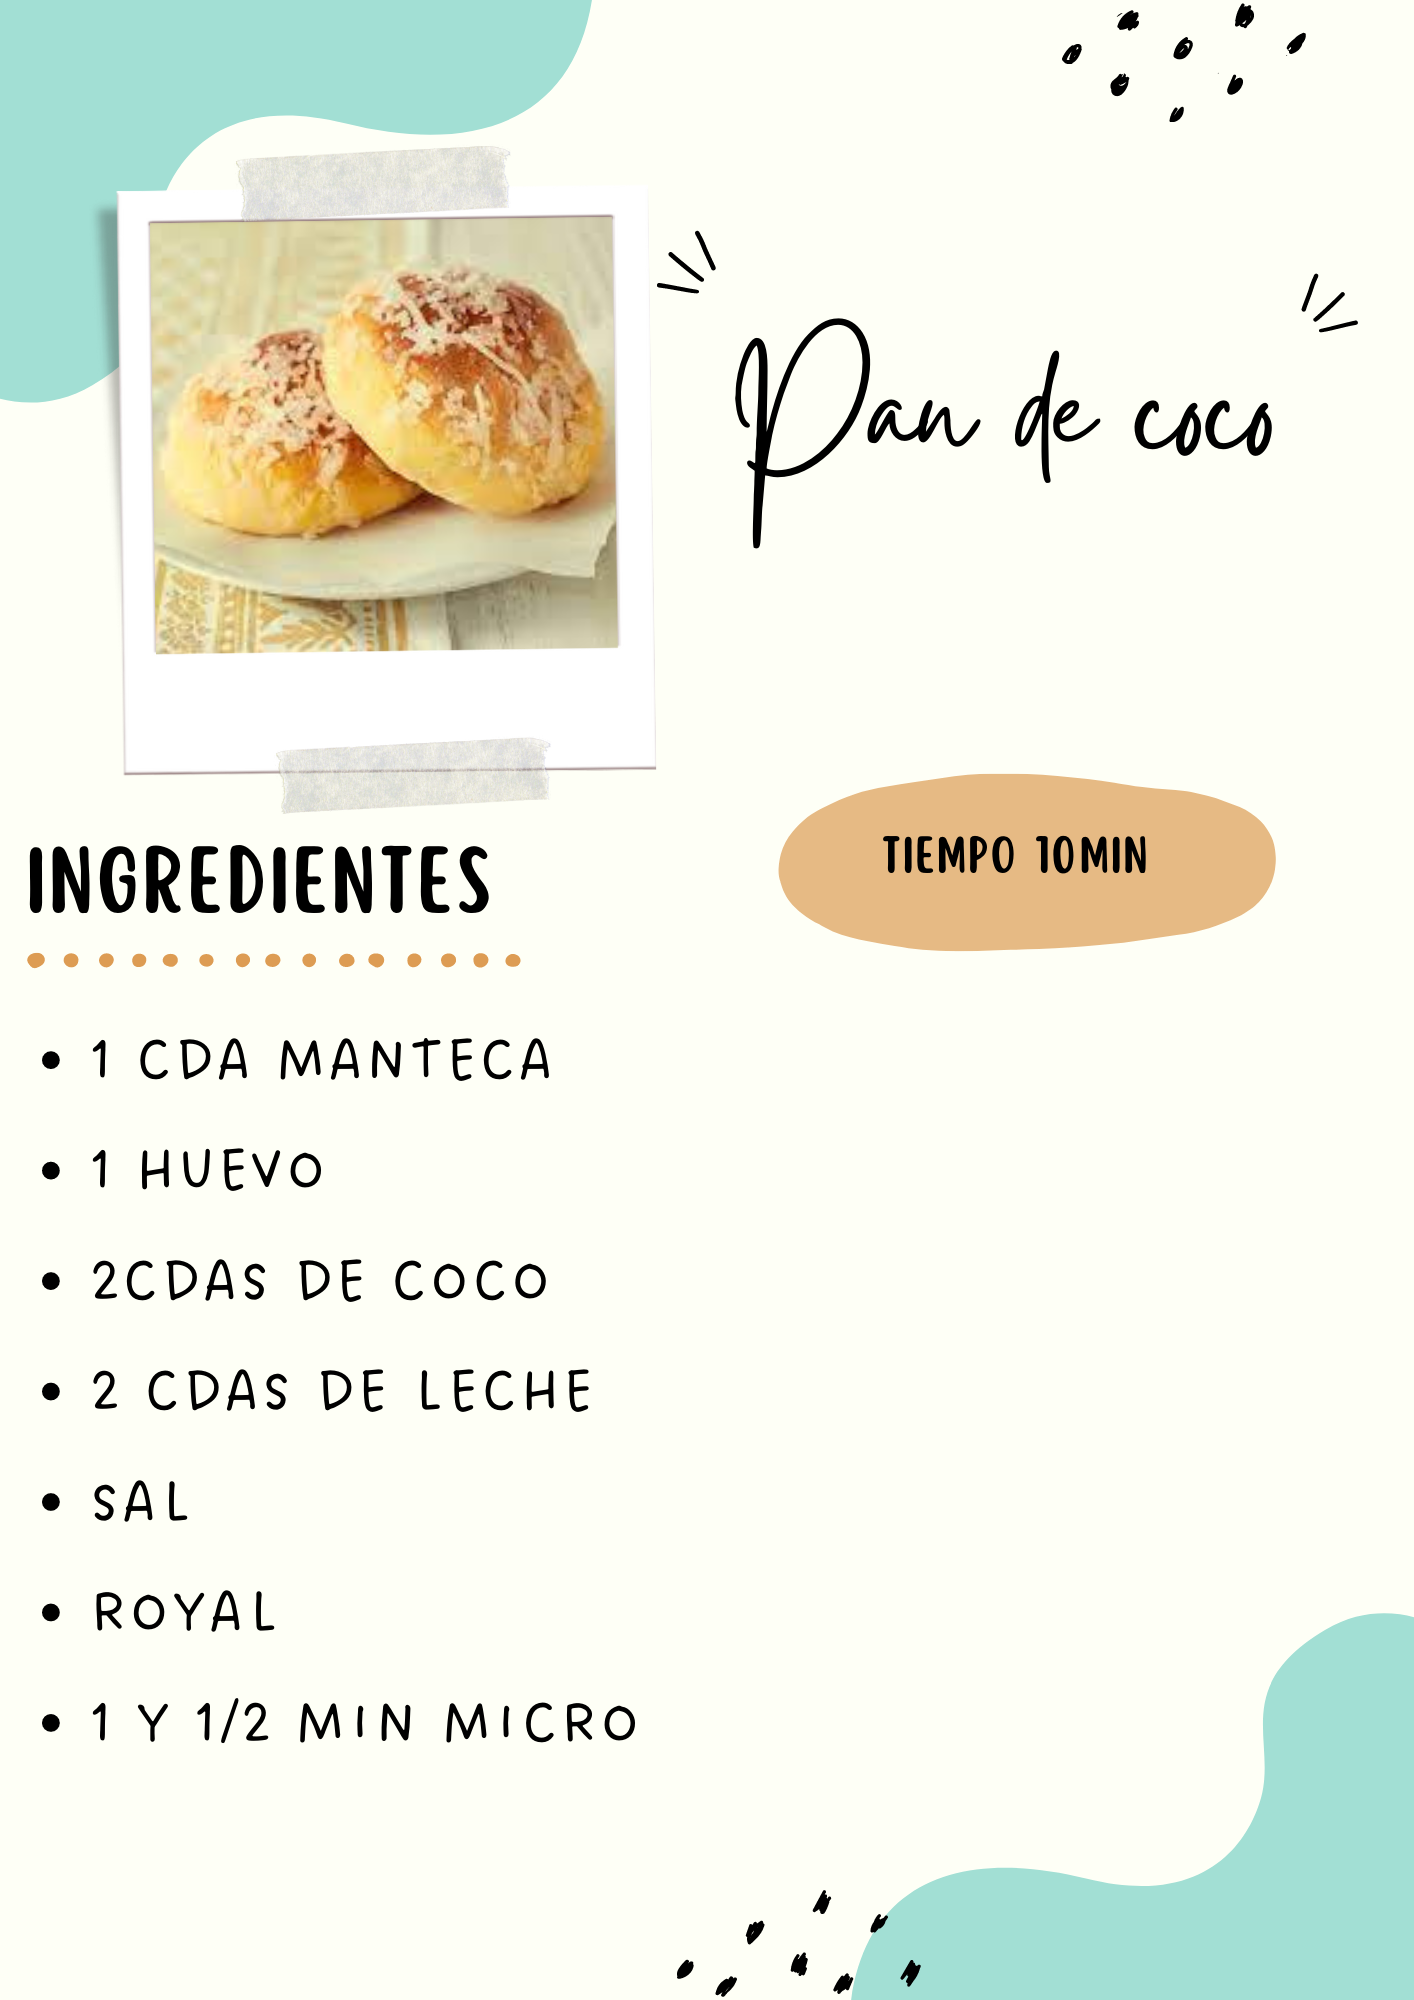 Pan de coco
TIEMPO 10MIN
INGREDIENTES
1 CDA MANTECA
1 HUEVO
2CDAS DE COCO
2 CDAS DE LECHE
SAL
ROYAL
1 Y 1/2 MIN MICRO